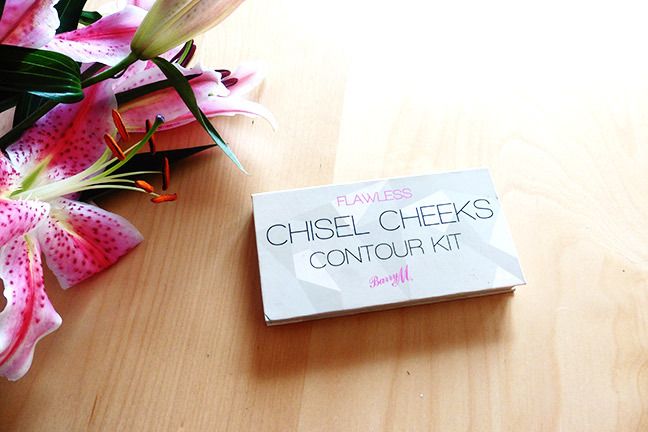 FLAWLESS
CHISEL CHEEKS
CONTOUR KIT
Barry M.